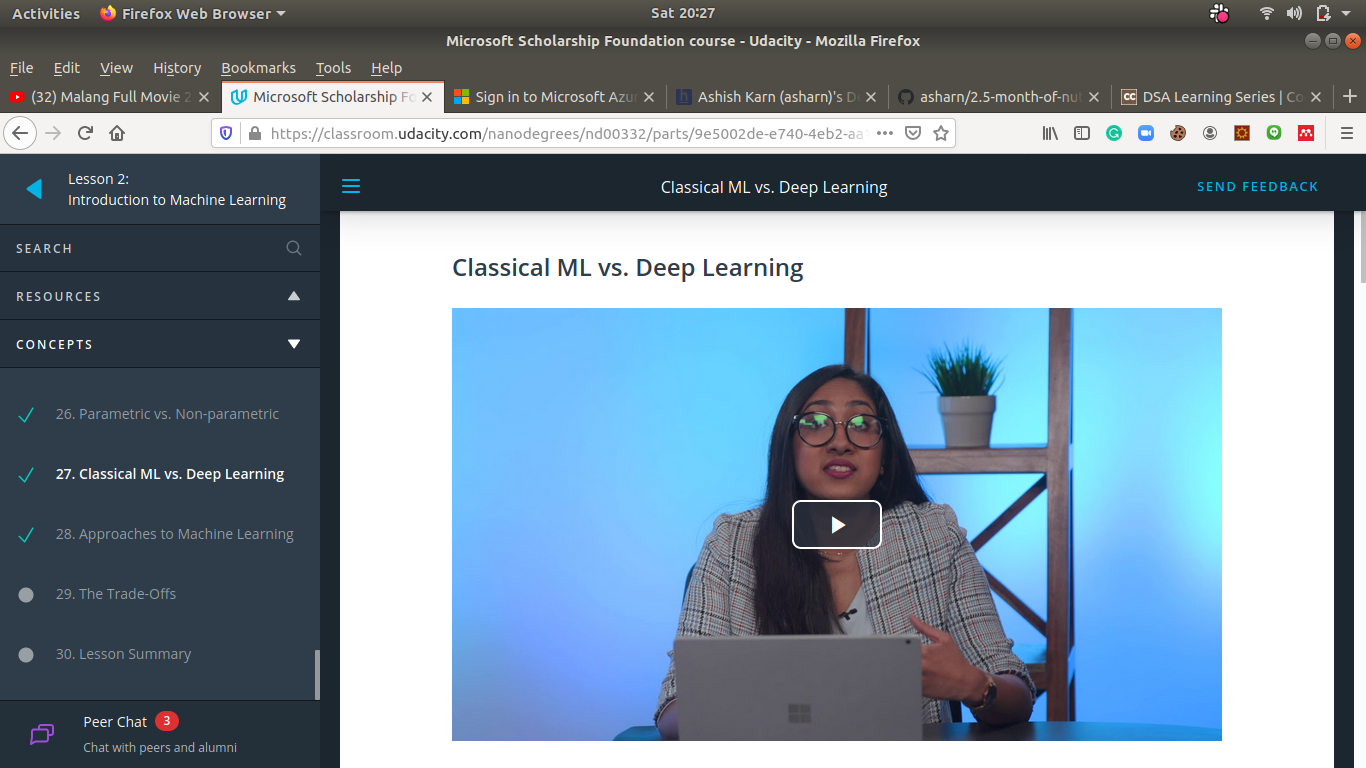 Activities Firefox Web Browser Sat 20:27
Microsoft Scholarship Foundation course - Udacity - Mozilla Firefox
File Edit View History Bookmarks Tools Help
(32) Malang Full Movie 2 Microsoft Scholarship Fo Sign in to Microsoft Azur Ashish Karn (asharn)'s De asharn/2.5-month-of-nut DSA Learning Series | Co
https://classroom.udacity.com/nanodegrees/nd00332/parts/9e5002de-e740-4eb2-aa
Lesson 2:
Introduction to Machine Learning
Classical ML vs. Deep Learning
SEND FEEDBACK
SEARCH
RESOURCES
CONCEPTS
26. Parametric vs. Non-parametric
27. Classical ML vs. Deep Learning
28. Approaches to Machine Learning
29. The Trade-Offs
30. Lesson Summary
Peer Chat 3
Chat with peers and alumni
Classical ML vs. Deep Learning